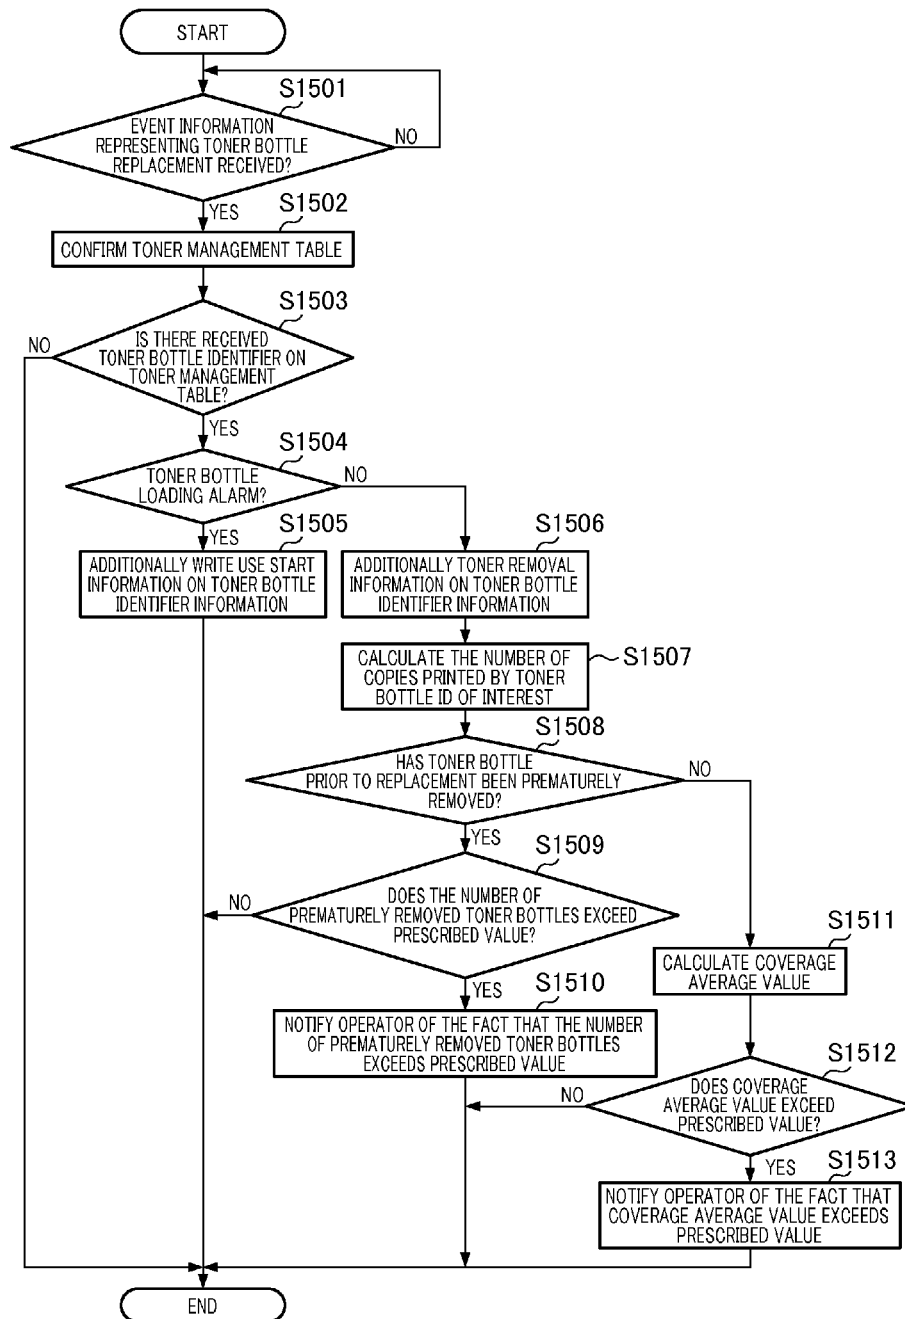 START
S1501
EVENT INFORMATION
REPRESENTING TONER BOTTLE
REPLACEMENT RECEIVED?
NO
YES
S1502
CONFIRM TONER MANAGEMENT TABLE
S1503
NO
IS THERE RECEIVED
TONER BOTTLE IDENTIFIER ON
TONER MANAGEMENT
TABLE?
YES
S1504
TONER BOTTLE
LOADING ALARM?
NO
YES
S1505
ADDITIONALLY WRITE USE START
INFORMATION ON TONER BOTTLE
IDENTIFIER INFORMATION
S1506
ADDITIONALLY TONER REMOVAL
INFORMATION ON TONER BOTTLE
IDENTIFIER INFORMATION
CALCULATE THE NUMBER OF
COPIES PRINTED BY TONER
BOTTLE ID OF INTEREST
S1507
S1508
HAS TONER BOTTLE
PRIOR TO REPLACEMENT BEEN PREMATURELY
REMOVED?
NO
YES
S1509
NO
DOES THE NUMBER OF
PREMATURELY REMOVED TONER BOTTLES EXCEED
PRESCRIBED VALUE?
YES
S1510
NOTIFY OPERATOR OF THE FACT THAT THE NUMBER
OF PREMATURELY REMOVED TONER BOTTLES
EXCEEDS PRESCRIBED VALUE
S1511
CALCULATE COVERAGE
AVERAGE VALUE
S1512
NO
DOES COVERAGE
AVERAGE VALUE EXCEED
PRESCRIBED VALUE?
YES
S1513
NOTIFY OPERATOR OF THE FACT THAT
COVERAGE AVERAGE VALUE EXCEEDS
PRESCRIBED VALUE
END